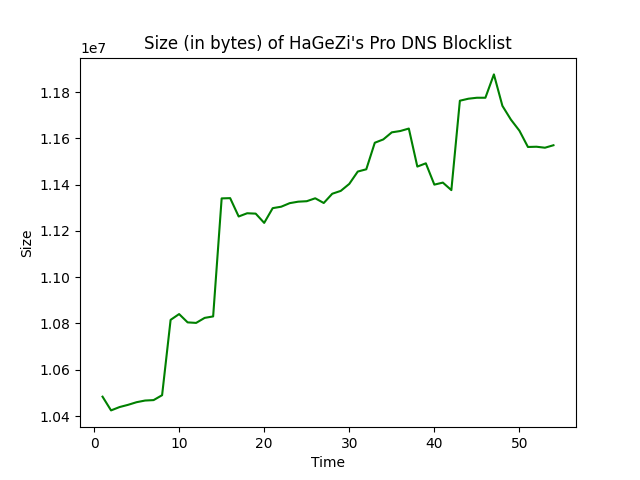 Size (in bytes) of HaGeZi's Pro DNS Blocklist
1e7
1.18
1.16
1.14
1.12
1.10
1.08
1.06
1.04
Size
0 10 20 30 40 50
Time